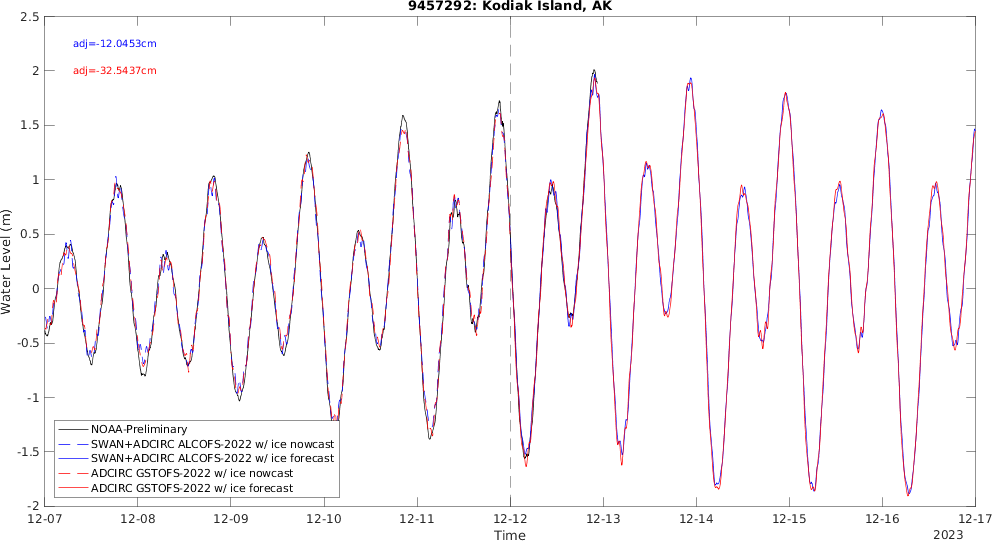 9457292: Kodiak Island, AK
adj=-12.0453cm
adj=-32.5437cm
Water Level (m)
2.5
2
1.5
1
0.5
0
-0.5
-1
-1.5
-2
NOAA-Preliminary
SWAN+ADCIRC ALCOFS-2022 w/ ice nowcast
SWAN+ADCIRC ALCOFS-2022 w/ ice forecast
ADCIRC GSTOFS-2022 w/ ice nowcast
ADCIRC GSTOFS-2022 w/ ice forecast
12-07 12-08 12-09 12-10 12-11 12-12 12-13 12-14 12-15 12-16 12-17
Time
2023